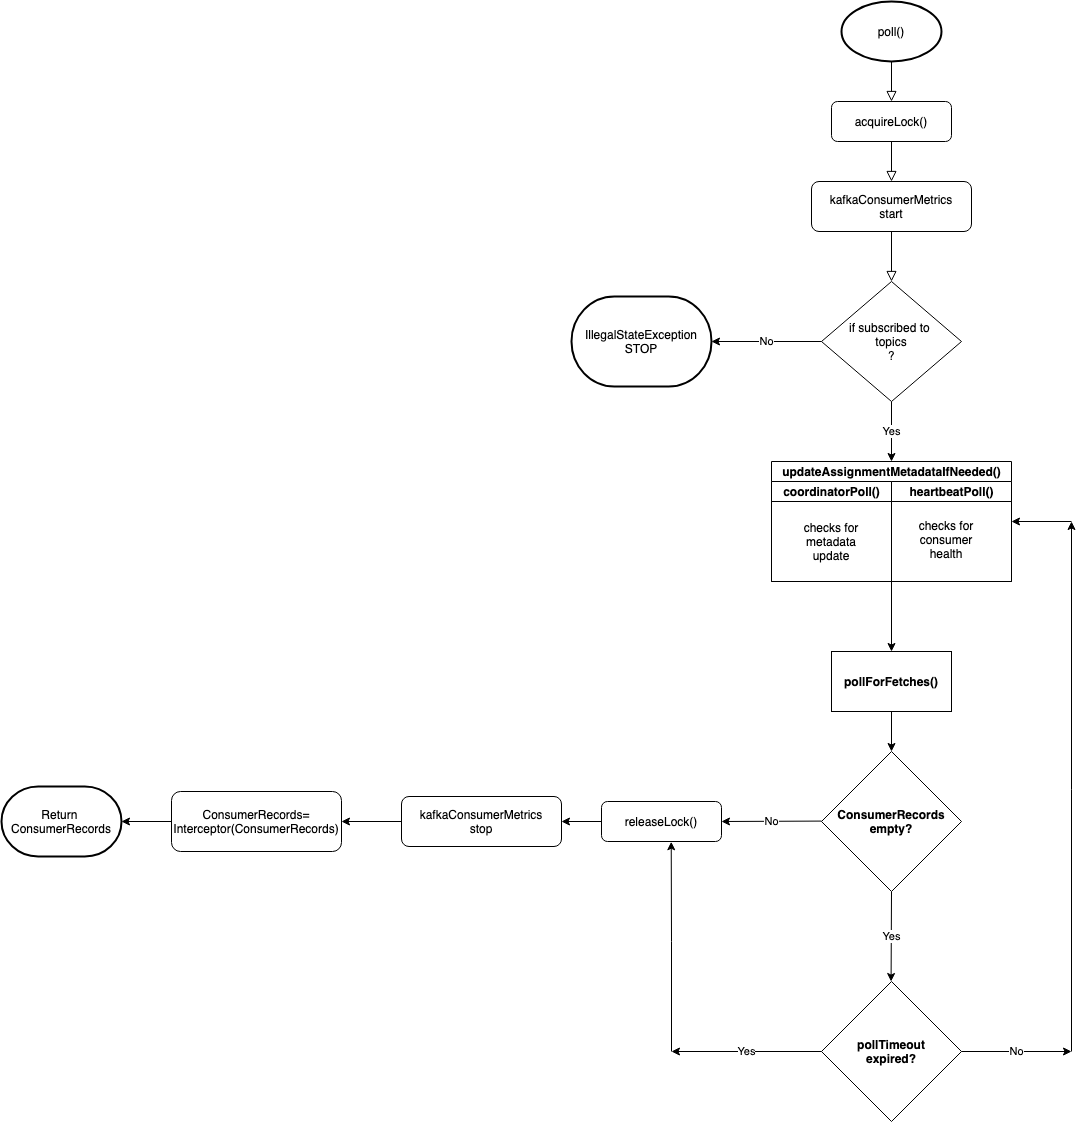 poll()
acquireLock()
kafkaConsumerMetrics
start
if subscribed to
topics
?
No
IllegalStateException
STOP
Yes
updateAssignmentMetadataIfNeeded()
coordinatorPoll()
heartbeatPoll()
checks for
metadata
update
checks for
consumer
health
pollForFetches()
ConsumerRecords
empty?
No
releaseLock()
kafkaConsumerMetrics
stop
ConsumerRecords=
Interceptor(ConsumerRecords)
Return
ConsumerRecords
Yes
pollTimeout
expired?
Yes
No